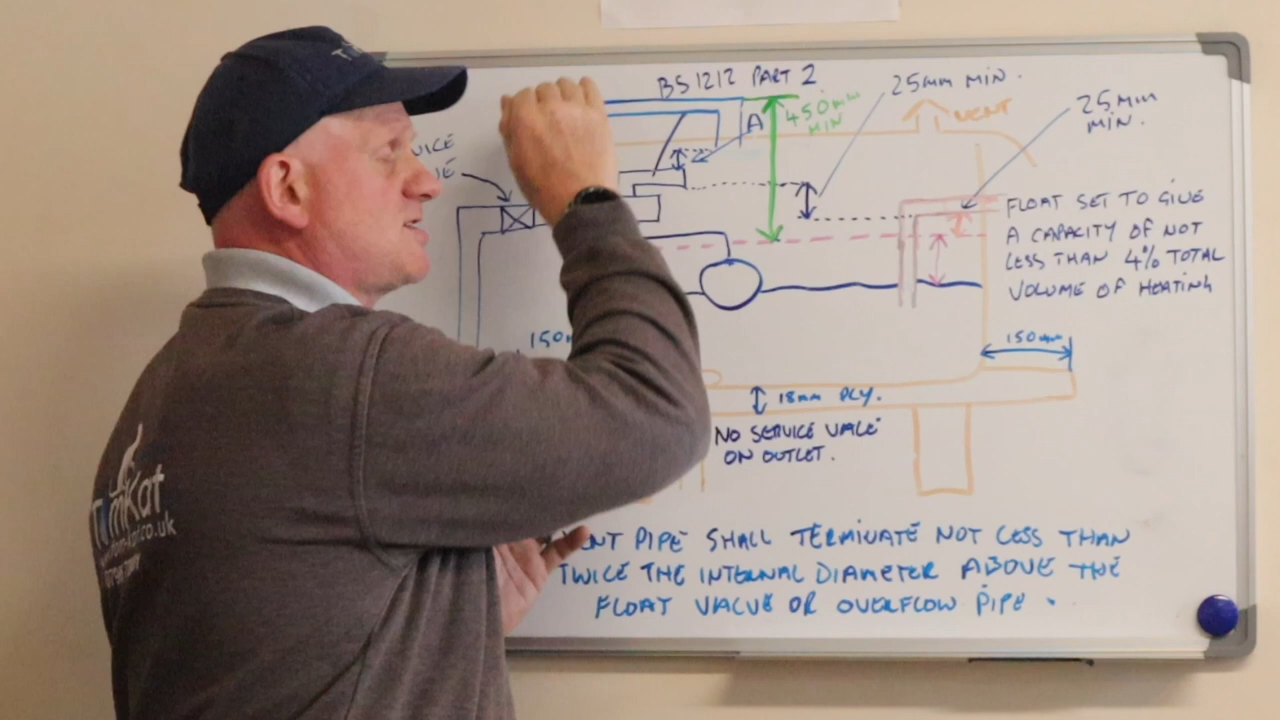 BS 1212 PART 2
25mm MIN.
25mm
MIN.
450mm
MIN
A
VENT
FLOAT SET TO GIVE
A CAPACITY OF NOT
LESS THAN 4% TOTAL
VOLUME OF HEATING
150mm
18mm PLY.
NO SERVICE VALVE
ON OUTLET.
PIPE SHALL TERMINATE NOT LESS THAN
TWICE THE INTERNAL DIAMETER ABOVE THE
FLOAT VALVE OR OVERFLOW PIPE.
TomKat